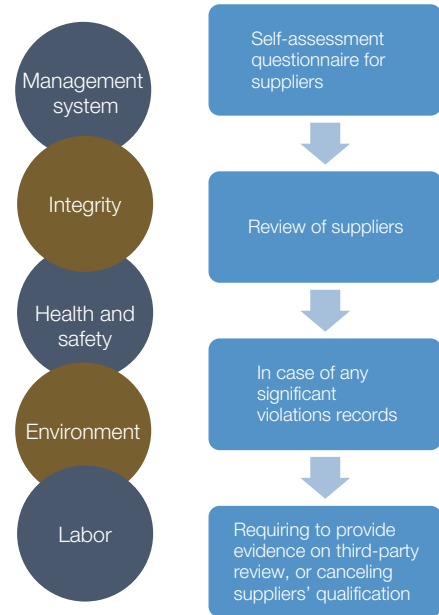 Management
system
Integrity
Health and
safety
Environment
Labor
Self-assessment
questionnaire for
suppliers
Review of suppliers
In case of any
significant
violations records
Requiring to provide
evidence on third-party
review, or canceling
suppliers’ qualification